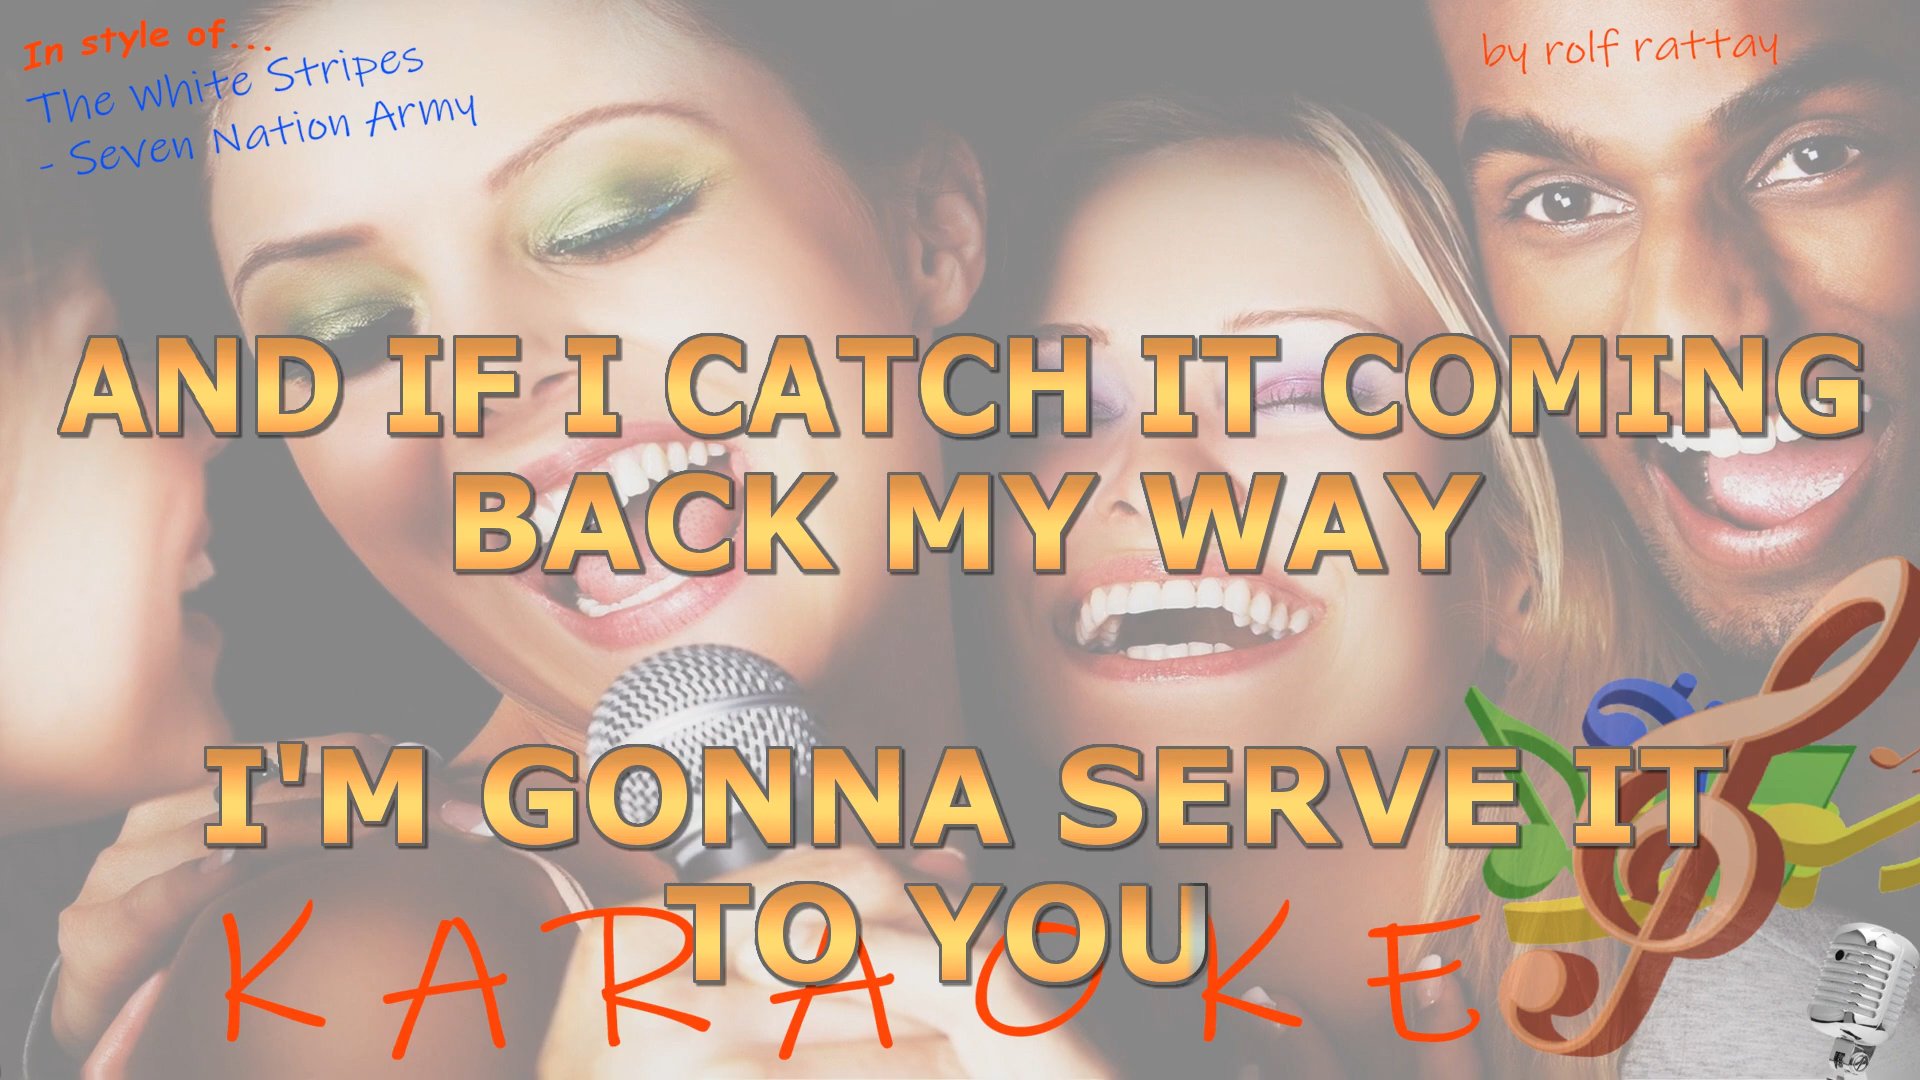 In style of...
The White Stripes
- Seven Nation Army
by rolf rattay
AND IF I CATCH IT COMING
BACK MY WAY
I'M GONNA SERVE IT
TO YOU
KARAOKE